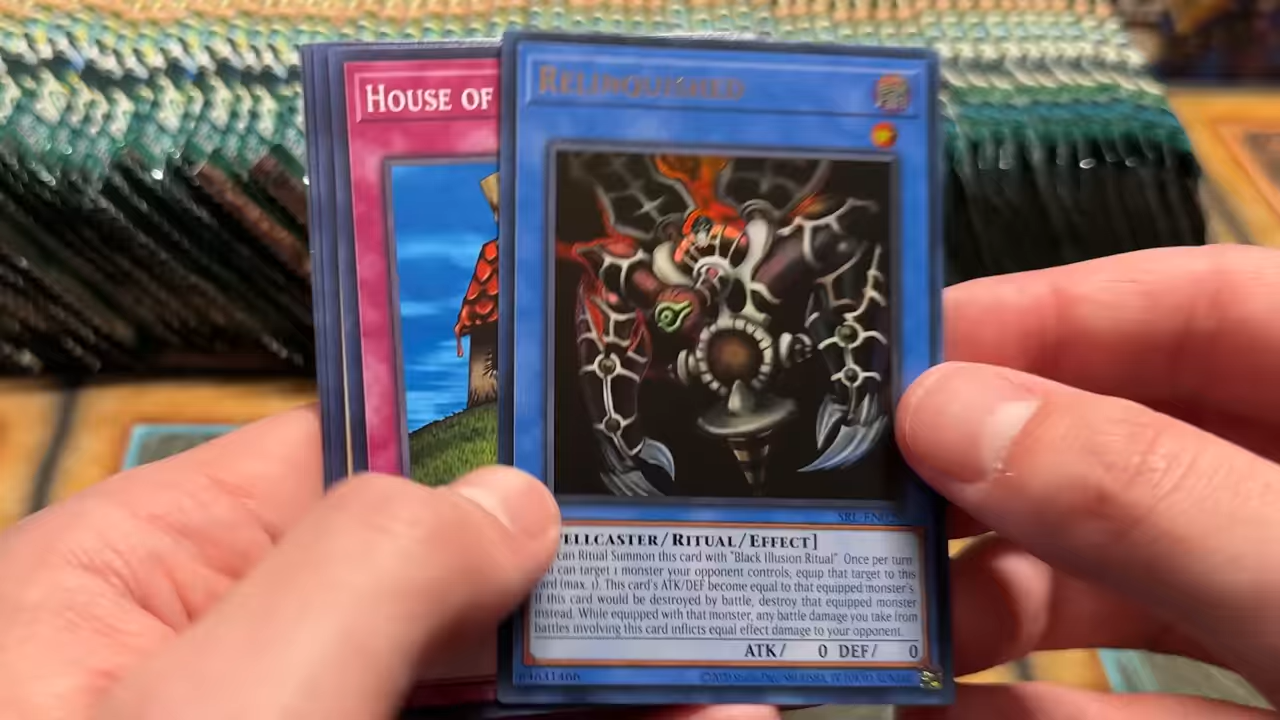 HOUSE OF
RELINQUISHED
SRL-EN
ELLCASTER/RITUAL/EFFECT]
can Ritual Summon this card with "Black Illusion Ritual". Once per turn
u can target 1 monster your opponent controls; equip that target to this
ard (max. 1). This card's ATK/DEF become equal to that equipped monster's.
If this card would be destroyed by battle, destroy that equipped monster
instead. While equipped with that monster, any battle damage you take from
battles involving this card inflicts equal effect damage to your opponent.
ATK/ 0 DEF/ 0
64631466